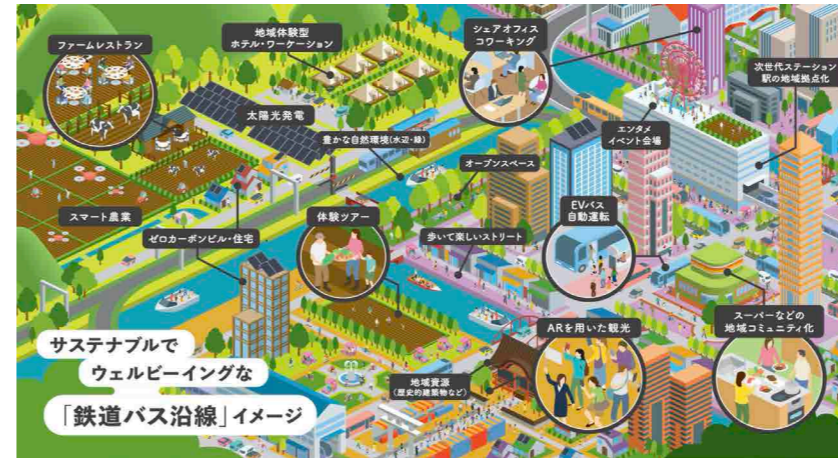 ファームレストラン
地域体験型
ホテル・ワーケーション
シェアオフィス
コワーキング
次世代ステーション
駅の地域拠点化
太陽光発電
豊かな自然環境(水辺・緑)
エンタメ
イベント会場
オープンスペース
スマート農業
ゼロカーボンビル・住宅
体験ツアー
歩いて楽しいストリート
EVバス
自動運転
ARを用いた観光
スーパーなどの
地域コミュニティ化
地域資源
(歴史的建築物など)
サステナブルで
ウェルビーイングな
「鉄道バス沿線」イメージ